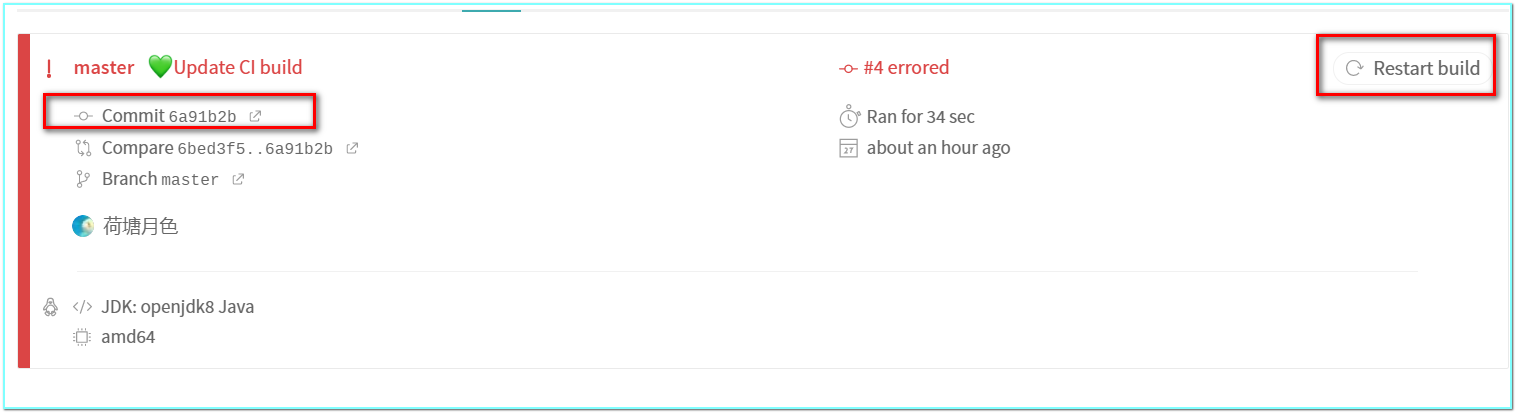 master 💚Update CI build
#4 errored
Restart build
Commit 6a91b2b
Ran for 34 sec
Compare 6bed3f5..6a91b2b
about an hour ago
27
Branch master
荷塘月色
JDK: openjdk8 Java
amd64